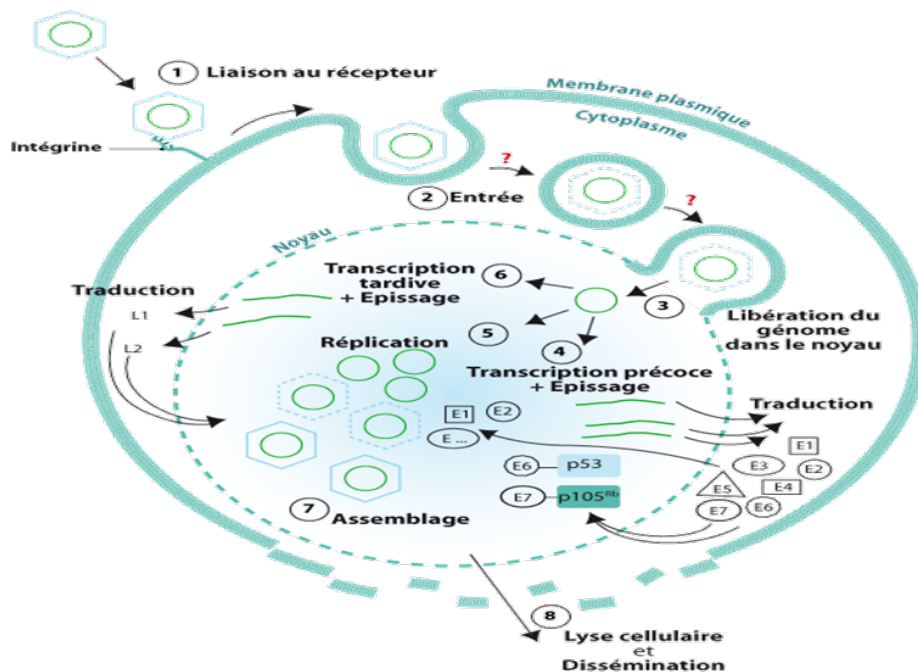 1 Liaison au récepteur
Membrane plasmique
Cytoplasme
Intégrine
?
2 Entrée
?
Noyau
Transcription
tardive
+ Epissage
6
3
Libération du
génome
dans le noyau
Traduction
L1
L2
5
4
Réplication
Transcription précoce
+ Epissage
Traduction
E1
E2
E ...
E1
E3
E2
E5
E4
E7
E6
E6
p53
E7
p105Rb
7 Assemblage
8
Lyse cellulaire
et
Dissémination